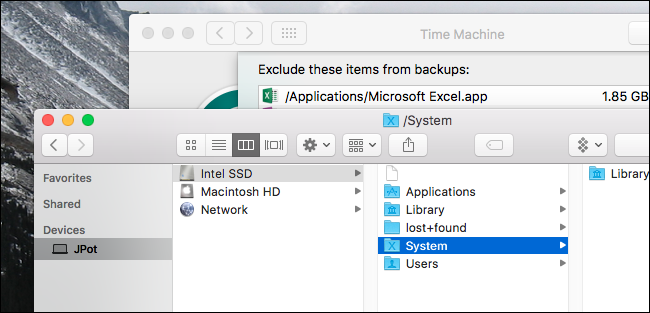 Time Machine
Exclude these items from backups:
/Applications/Microsoft Excel.app 1.85 GB
/System
Favorites
Shared
Devices
JPot
Intel SSD
Macintosh HD
Network
Applications
Library
lost+found
System
Users
Library